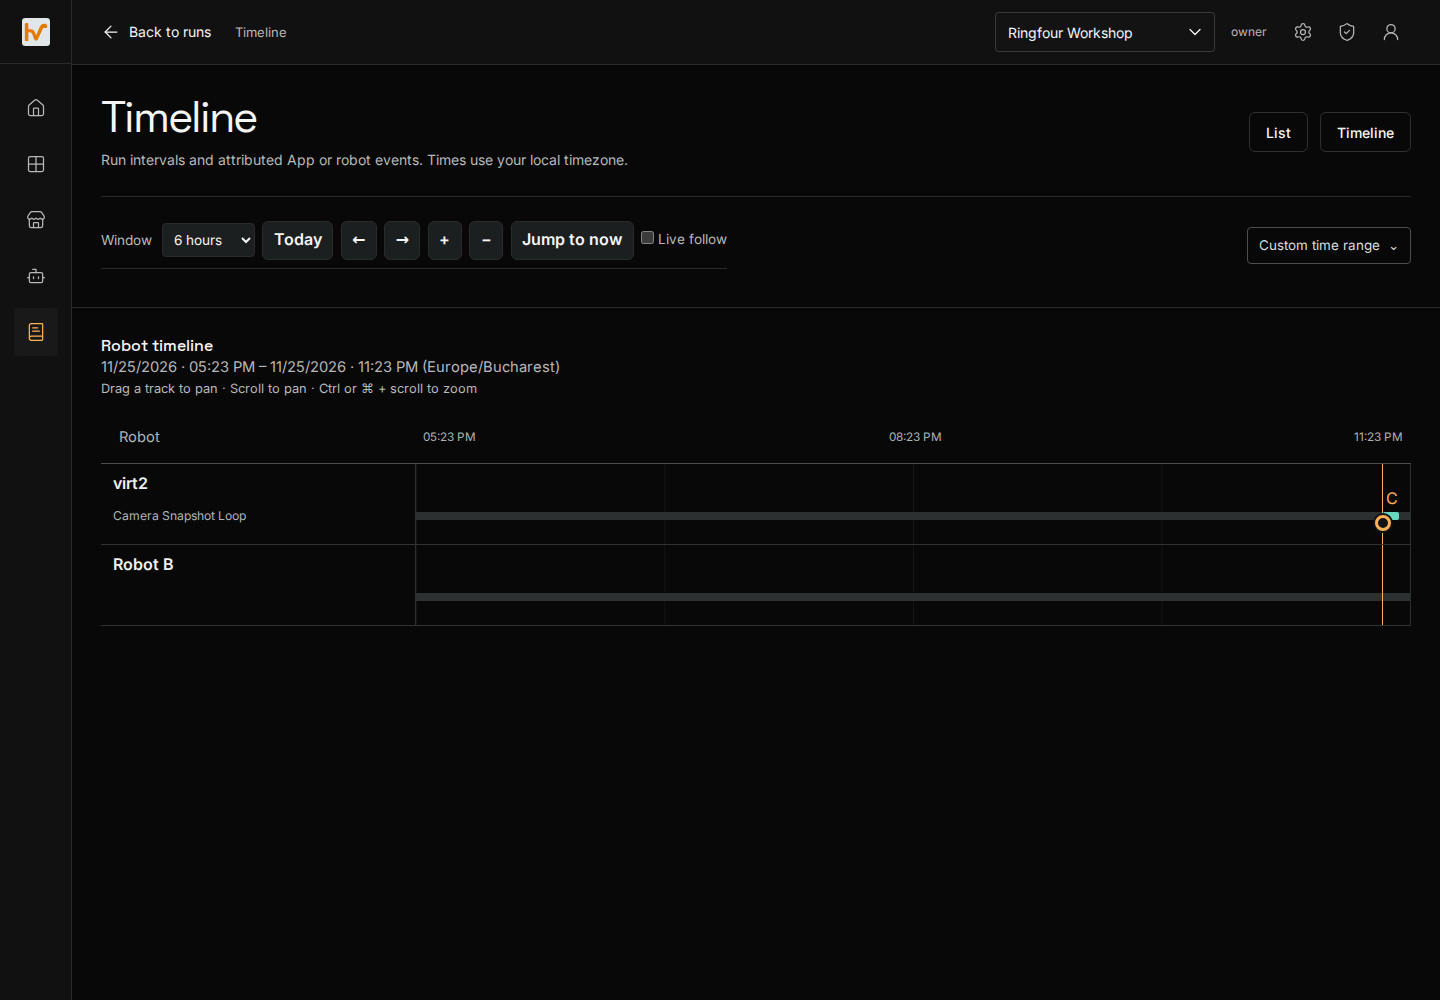 Back to runs Timeline Ringfour Workshop owner
Timeline
Run intervals and attributed App or robot events. Times use your local timezone.
List Timeline
Window 6 hours Today ← → + − Jump to now Live follow
Custom time range
Robot timeline
11/25/2026 · 05:23 PM – 11/25/2026 · 11:23 PM (Europe/Bucharest)
Drag a track to pan · Scroll to pan · Ctrl or ⌘ + scroll to zoom
Robot 05:23 PM 08:23 PM 11:23 PM
virt2
C
Camera Snapshot Loop
Robot B